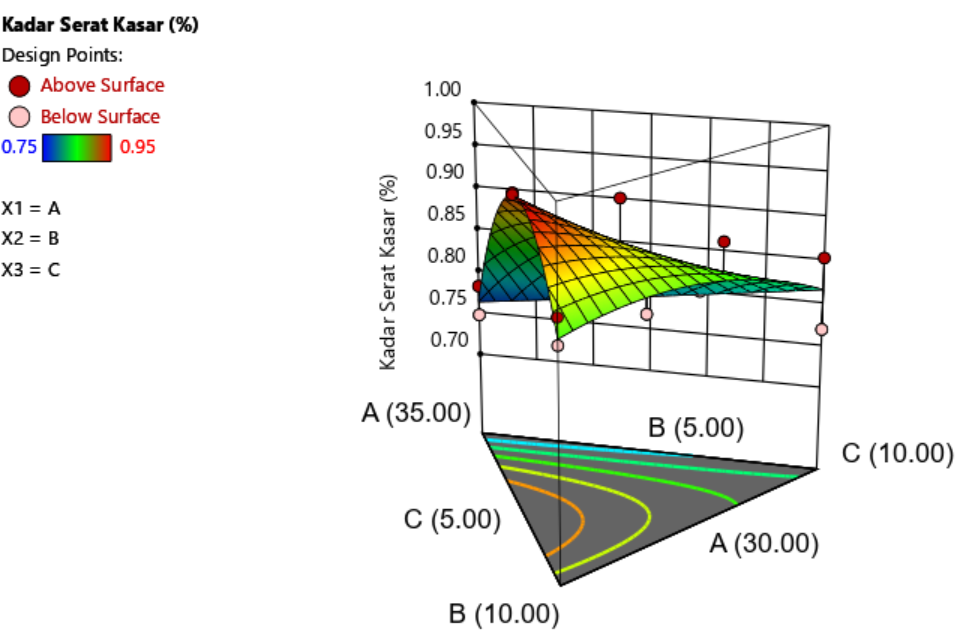 Kadar Serat Kasar (%)
Design Points:
Above Surface
Below Surface
0.75 0.95
X1 = A
X2 = B
X3 = C
1.00
0.95
0.90
0.85
0.80
0.75
0.70
Kadar Serat Kasar (%)
A (35.00)
B (5.00)
C (10.00)
C (5.00)
A (30.00)
B (10.00)